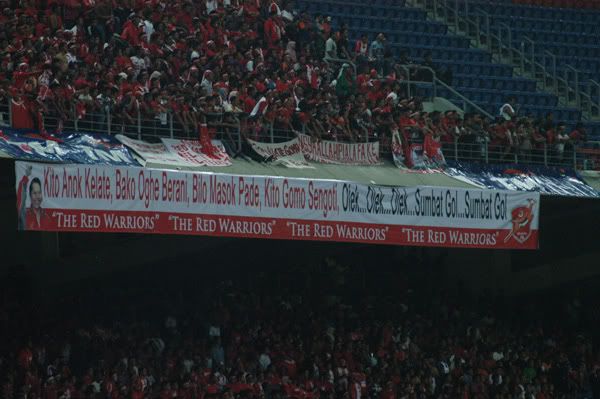 Kito Anok Kelate, Bako Ogne Berani, Bilo Masok Pade, Kito Gomo Sengoti, Olek... Olek...Olek...Sumbat Gol...Sumbat Gol
"THE RED WARRIORS" "THE RED WARRIORS" "THE RED WARRIORS" "THE RED WARRIORS"